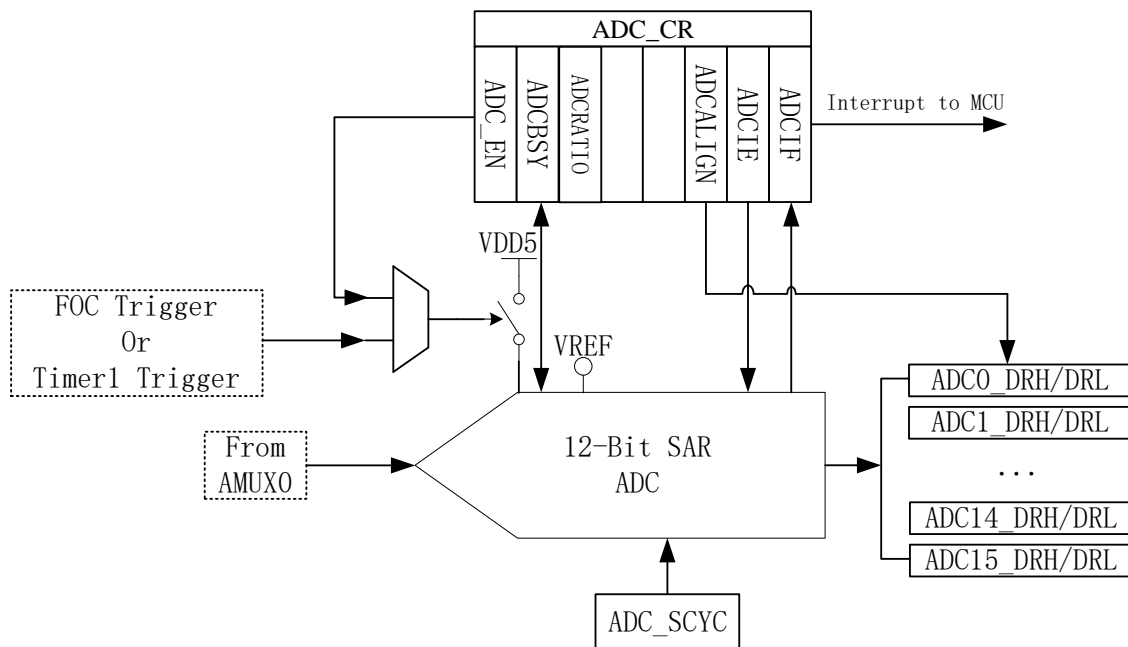 ADC_CR
ADC_EN
ADCBSY
ADCRATIO
ADCALIGN
ADCIE
ADCIF
Interrupt to MCU
VDD5
FOC Trigger
Or
Timer1 Trigger
VREF
ADC0_DRH/DRL
ADC1_DRH/DRL
...
ADC14_DRH/DRL
ADC15_DRH/DRL
From
AMUX0
12-Bit SAR
ADC
ADC_SCYC